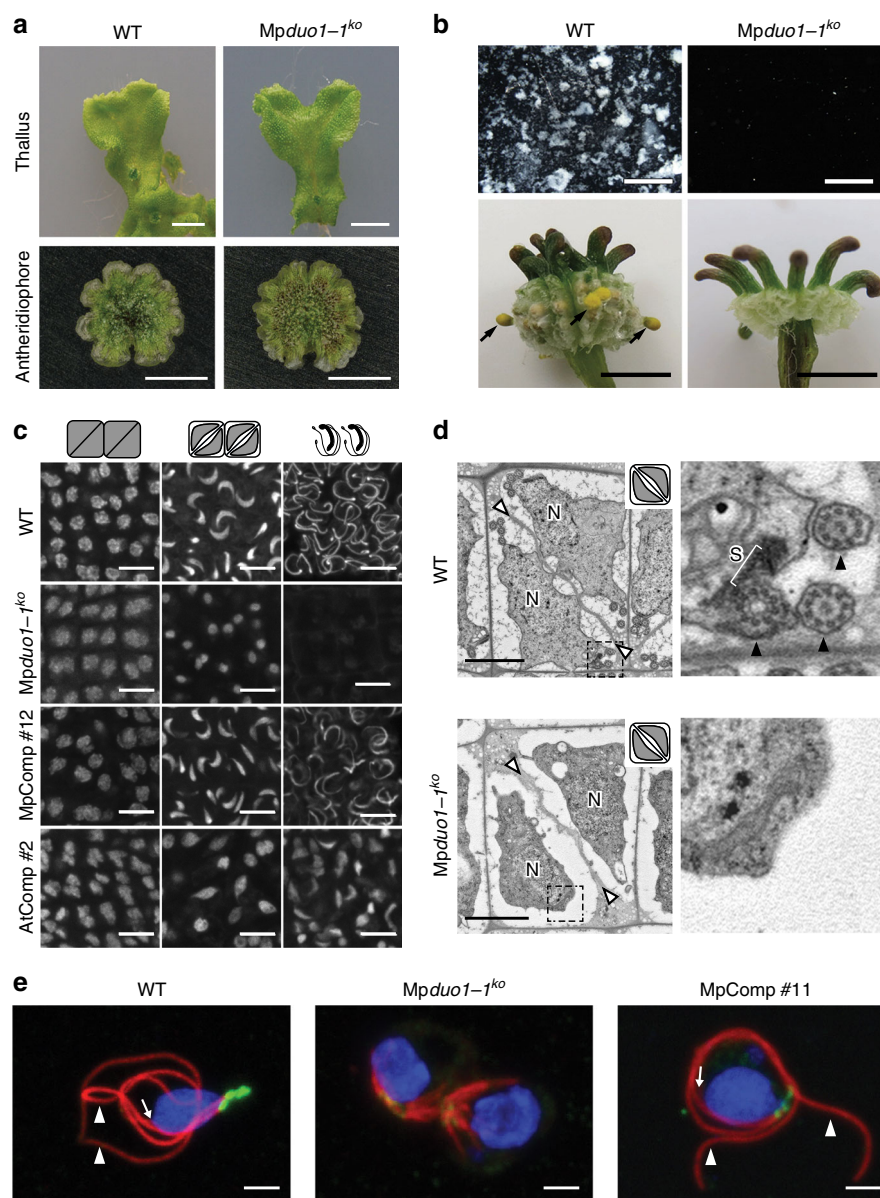 a
WT
Mpduo1–1ko
Thallus
Antheridiophore
b
WT
Mpduo1–1ko
c
WT
Mpduo1–1ko
MpComp #12
AtComp #2
d
WT
N
N
S
Mpduo1–1ko
N
N
e
WT
Mpduo1–1ko
MpComp #11